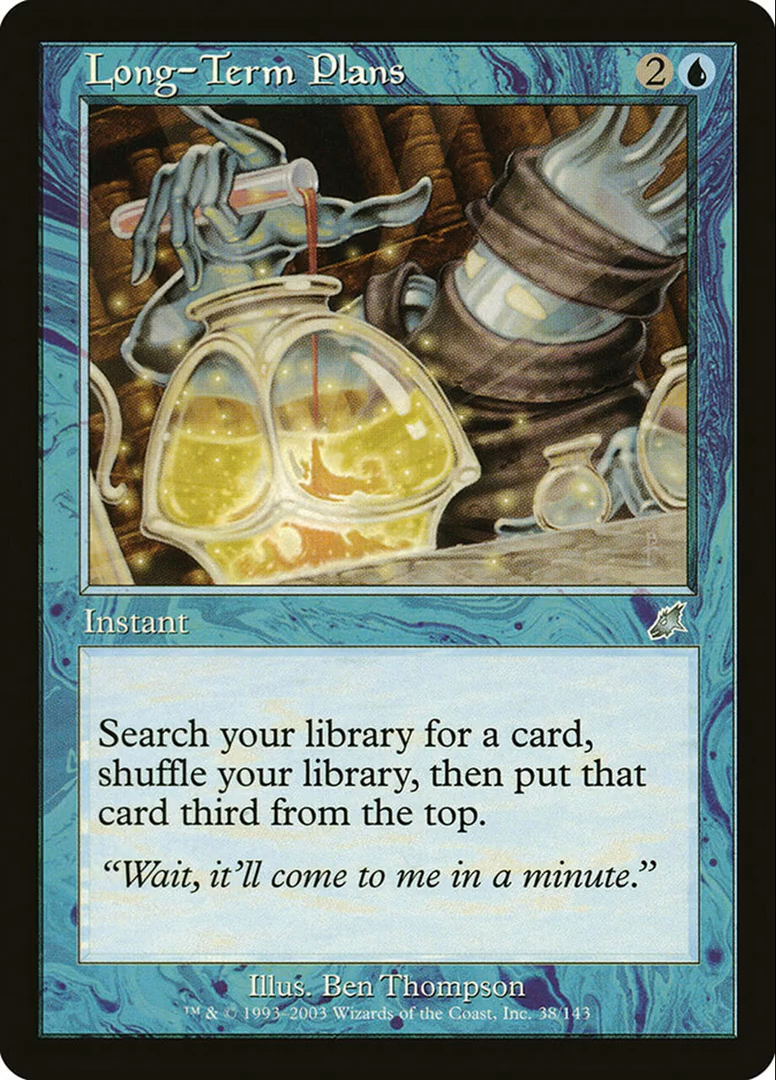 Long-Term Plans 2
Instant
Search your library for a card,
shuffle your library, then put that
card third from the top.
“Wait, it’ll come to me in a minute.”
Illus. Ben Thompson
™ & © 1993–2003 Wizards of the Coast, Inc. 38/143